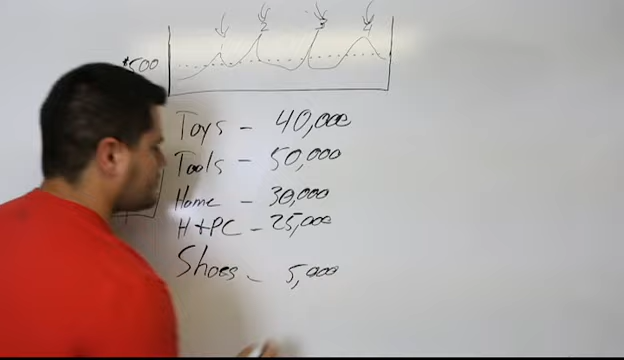 $500
Toys - 40,000
Tools - 50,000
Home - 30,000
H+PC - 25,000
Shoes - 5,000